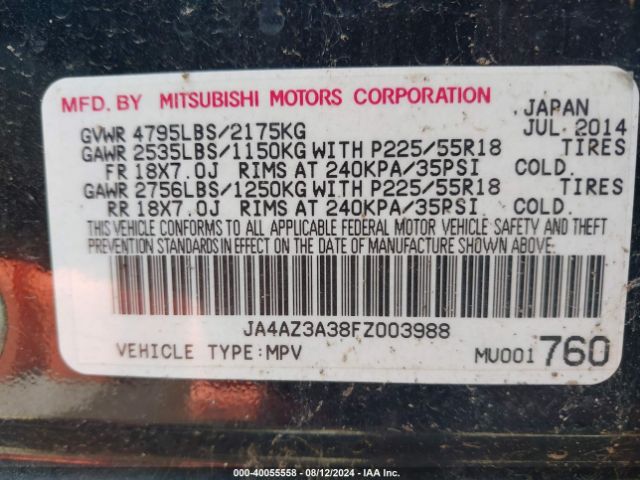 MFD. BY MITSUBISHI MOTORS CORPORATION
JAPAN
GVWR 4795LBS/2175KG JUL 2014
GAWR 2535LBS/1150KG WITH P225/55R18 TIRES
FR 18X7.0J RIMS AT 240KPA/35PSI COLD.
GAWR 2756LBS/1250KG WITH P225/55R18 TIRES
RR 18X7.0J RIMS AT 240KPA/35PSI COLD.
THIS VEHICLE CONFORMS TO ALL APPLICABLE FEDERAL MOTOR VEHICLE SAFETY AND THEFT
PREVENTION STANDARDS IN EFFECT ON THE DATE OF MANUFACTURE SHOWN ABOVE.
JA4AZ3A38FZ003988
VEHICLE TYPE:MPV MU001760
000-40055558 - 08/12/2024 - IAA Inc.